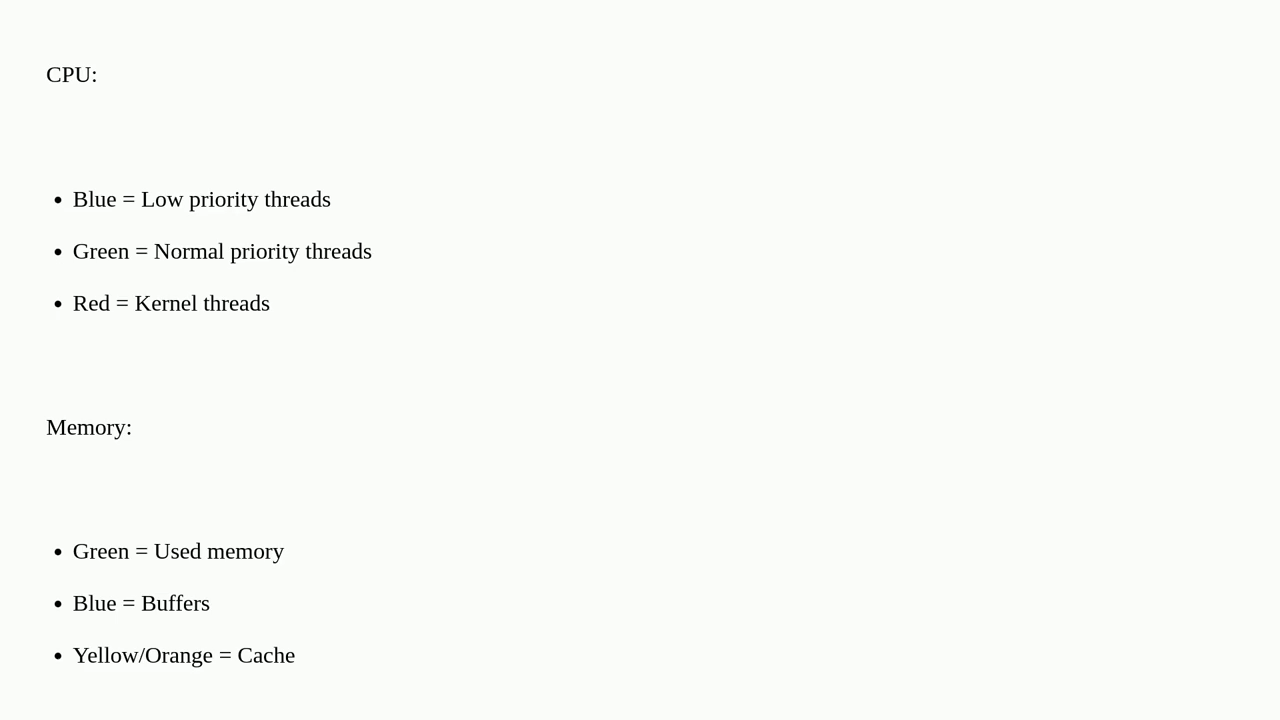 CPU:
• Blue = Low priority threads
• Green = Normal priority threads
• Red = Kernel threads
Memory:
• Green = Used memory
• Blue = Buffers
• Yellow/Orange = Cache